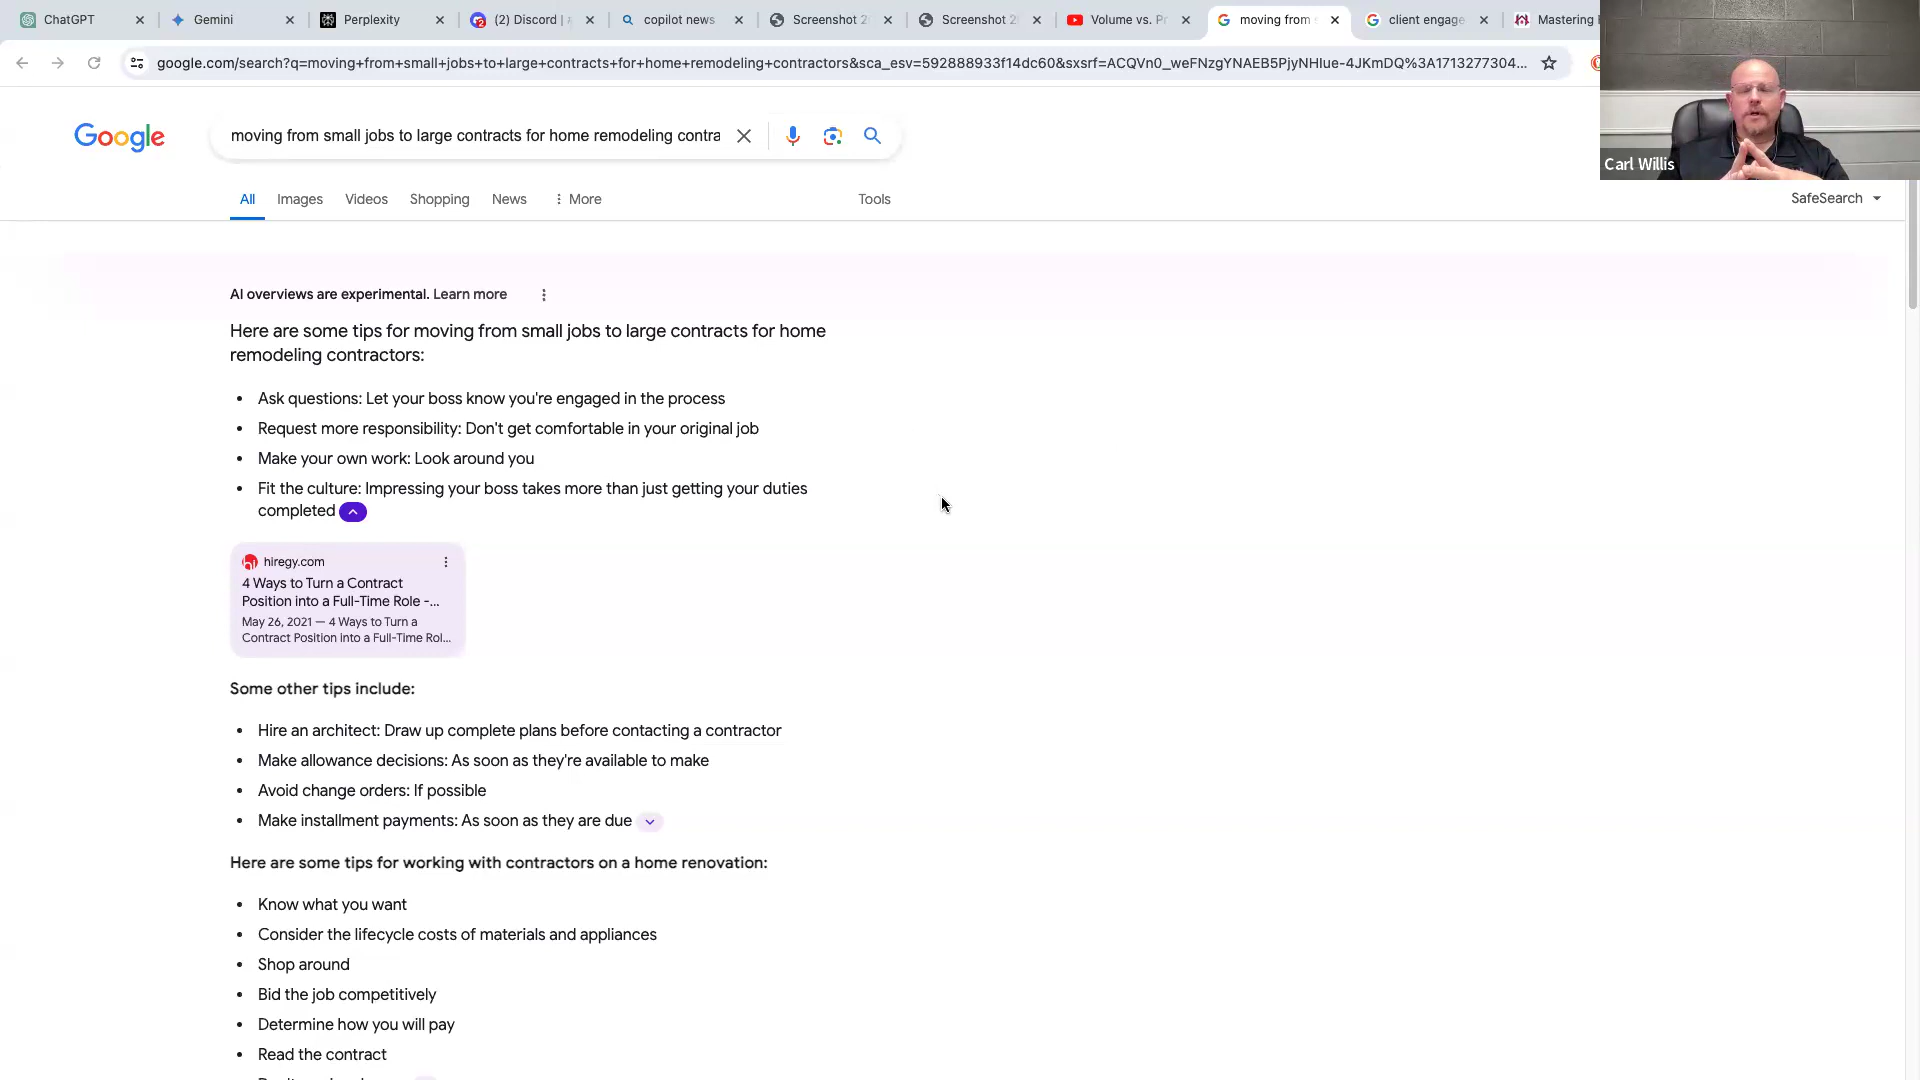 ChatGPT
Gemini
Perplexity
(2) Discord |
copilot news
Screenshot 2
Screenshot 2
Volume vs. Pr
moving from s
client engage
Mastering
google.com/search?q=moving+from+small+jobs+to+large+contracts+for+home+remodeling+contractors&sca_esv=592888933f14dc60&sxsrf=ACQVn0_weFNzgYNAEB5PjyNHlue-4JKmDQ%3A1713277304...
Carl Willis
Google
moving from small jobs to large contracts for home remodeling contra
All
Images
Videos
Shopping
News
More
Tools
SafeSearch
AI overviews are experimental. Learn more
Here are some tips for moving from small jobs to large contracts for home
remodeling contractors:
• Ask questions: Let your boss know you're engaged in the process
• Request more responsibility: Don't get comfortable in your original job
• Make your own work: Look around you
• Fit the culture: Impressing your boss takes more than just getting your duties
completed
hiregy.com
4 Ways to Turn a Contract
Position into a Full-Time Role -...
May 26, 2021 — 4 Ways to Turn a
Contract Position into a Full-Time Rol...
Some other tips include:
• Hire an architect: Draw up complete plans before contacting a contractor
• Make allowance decisions: As soon as they're available to make
• Avoid change orders: If possible
• Make installment payments: As soon as they are due
Here are some tips for working with contractors on a home renovation:
• Know what you want
• Consider the lifecycle costs of materials and appliances
• Shop around
• Bid the job competitively
• Determine how you will pay
• Read the contract